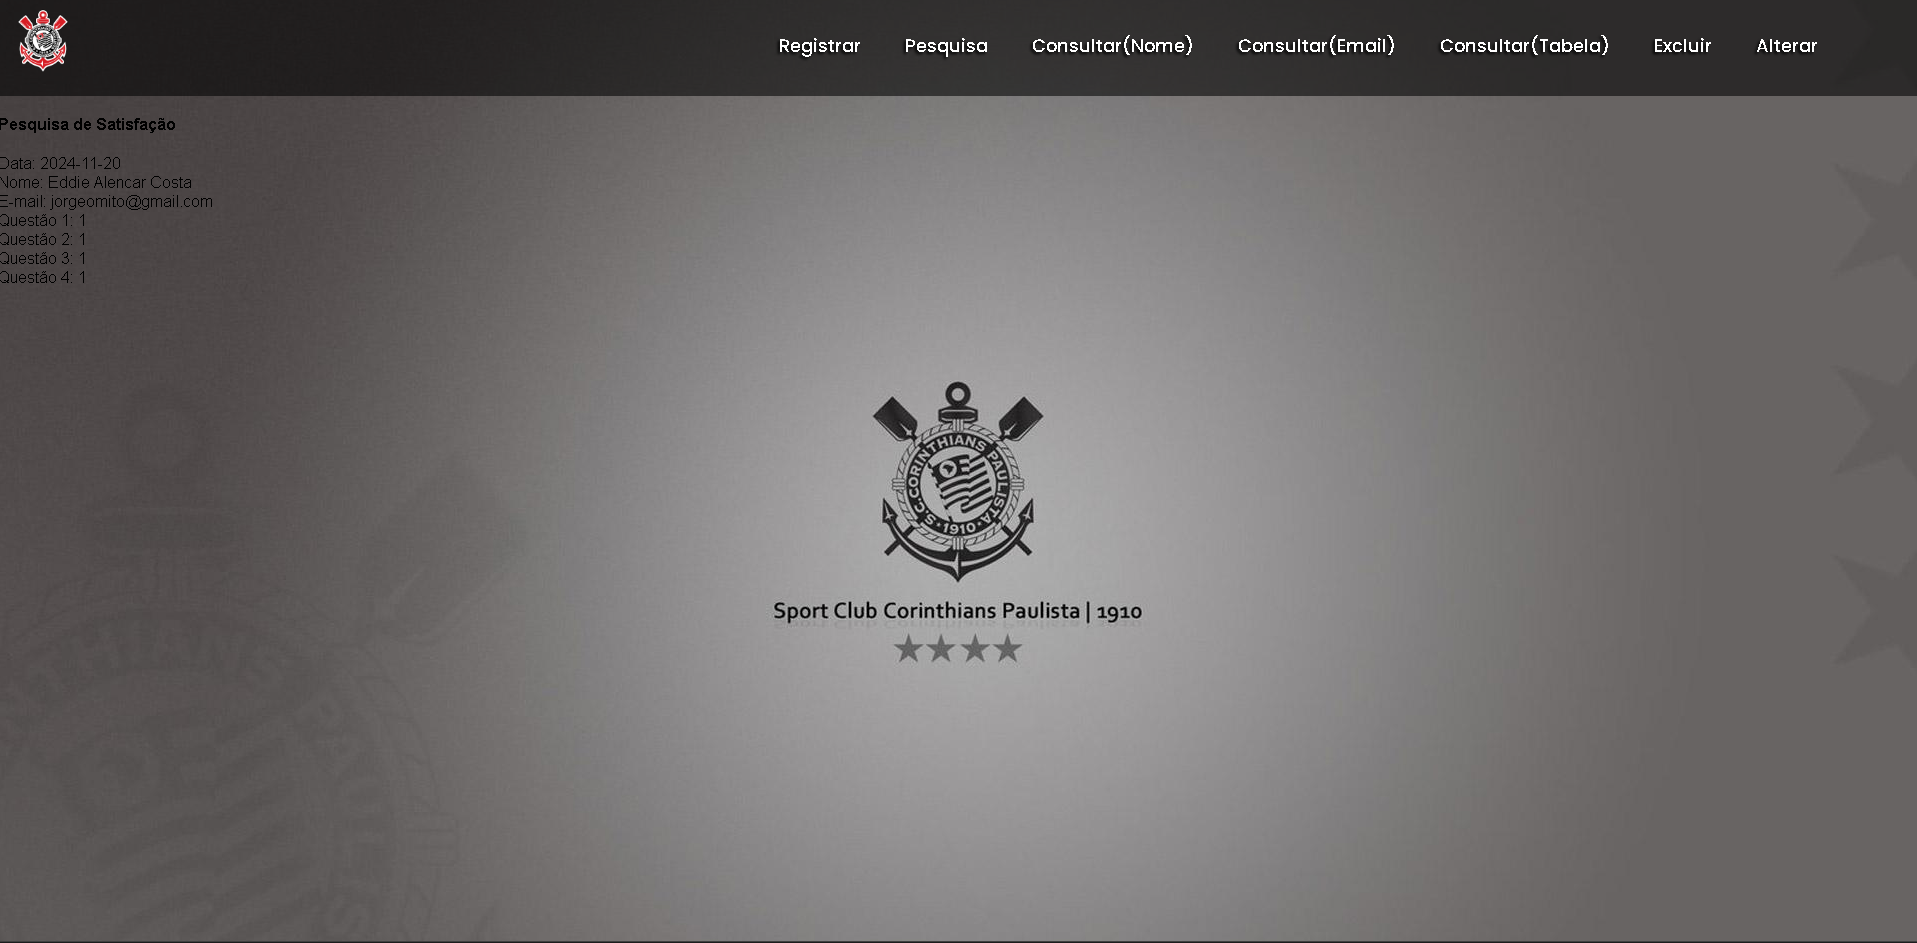 Registrar Pesquisa Consultar(Nome) Consultar(Email) Consultar(Tabela) Excluir Alterar
Pesquisa de Satisfação
Data: 2024-11-20
Nome: Eddie Alencar Costa
E-mail: jorgeomito@gmail.com
Questão 1: 1
Questão 2: 1
Questão 3: 1
Questão 4: 1
S.C. CORINTHIANS PAULISTA
1910
Sport Club Corinthians Paulista | 1910